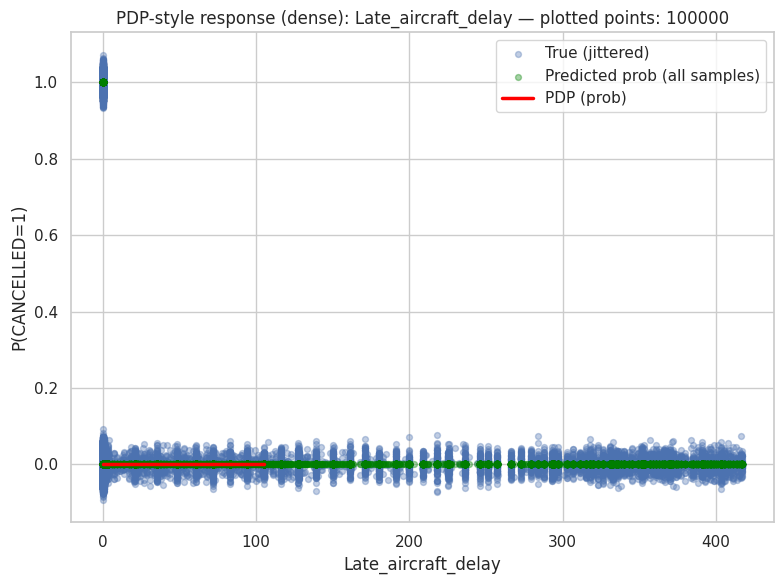 PDP-style response (dense): Late_aircraft_delay — plotted points: 100000
True (jittered)
Predicted prob (all samples)
PDP (prob)
P(CANCELLED=1)
1.0
0.8
0.6
0.4
0.2
0.0
0
100
200
300
400
Late_aircraft_delay